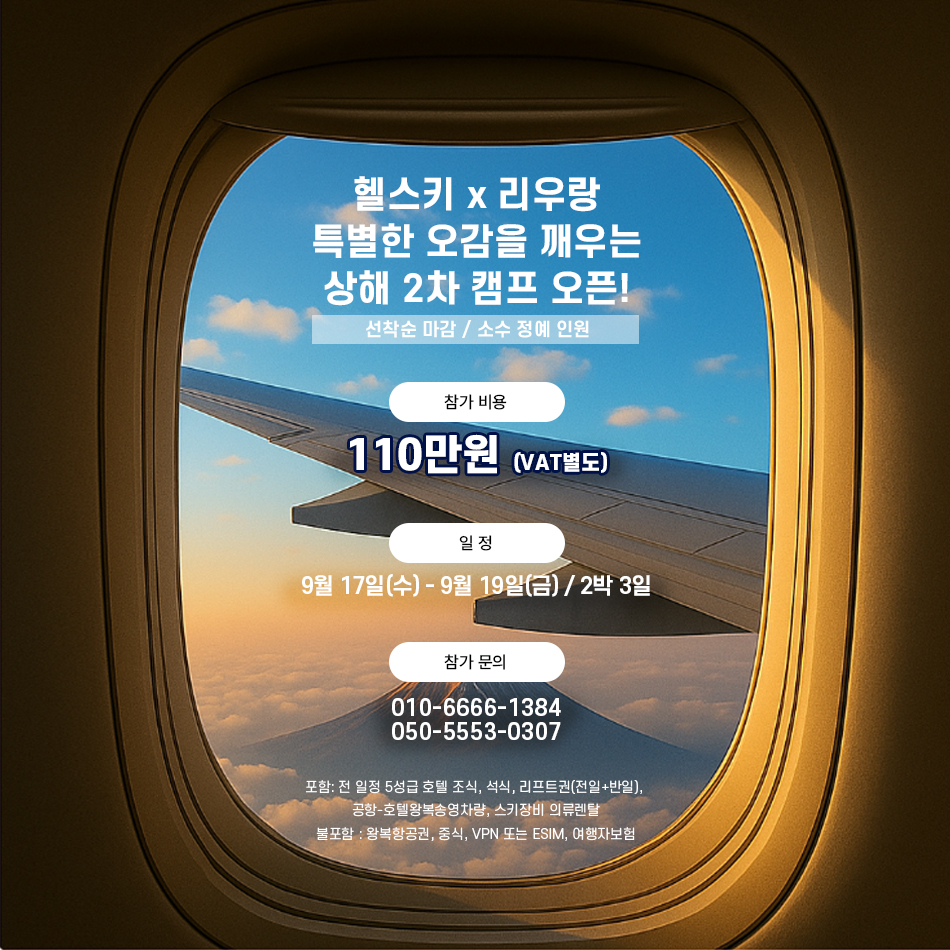 헬스키 x 리우랑
특별한 오감을 깨우는
상해 2차 캠프 오픈!
선착순 마감 / 소수 정예 인원
참가 비용
110만원 (VAT별도)
일 정
9월 17일(수) - 9월 19일(금) / 2박 3일
참가 문의
010-6666-1384
050-5553-0307
포함: 전 일정 5성급 호텔 조식, 석식, 리프트권(전일+반일),
공항-호텔왕복송영차량, 스키장비 의류렌탈
불포함 : 왕복항공권, 중식, VPN 또는 ESIM, 여행자보험